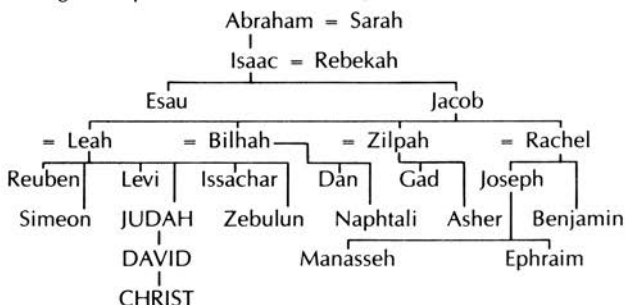 Abraham = Sarah
Isaac = Rebekah
Esau Jacob
= Leah = Bilhah = Zilpah = Rachel
Reuben Levi Issachar Dan Gad Joseph
Simeon JUDAH Zebulun Naphtali Asher Benjamin
DAVID Manasseh Ephraim
CHRIST